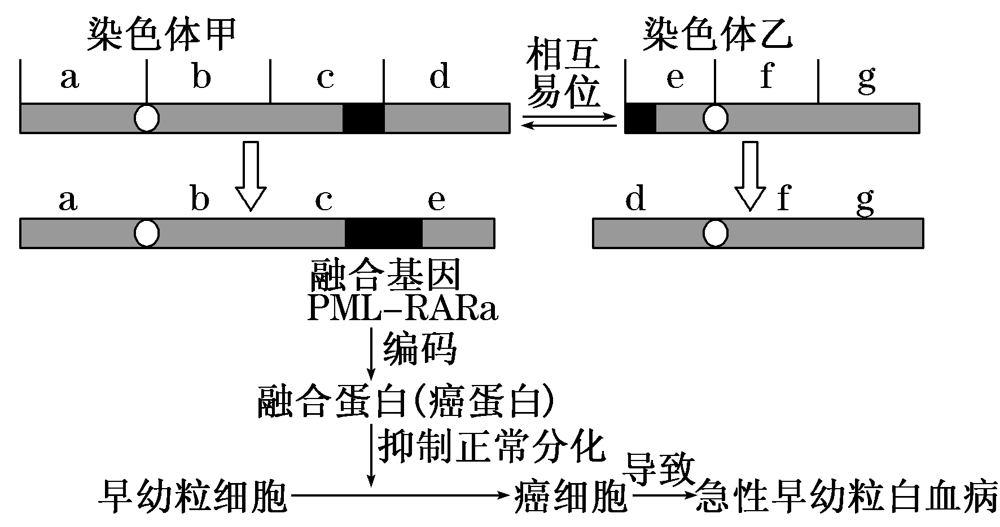 染色体甲
染色体乙
a b c d
相互
易位
e f g
a b c e
d f g
融合基因
PML-RARa
编码
融合蛋白(癌蛋白)
抑制正常分化
早幼粒细胞
癌细胞
导致
急性早幼粒白血病